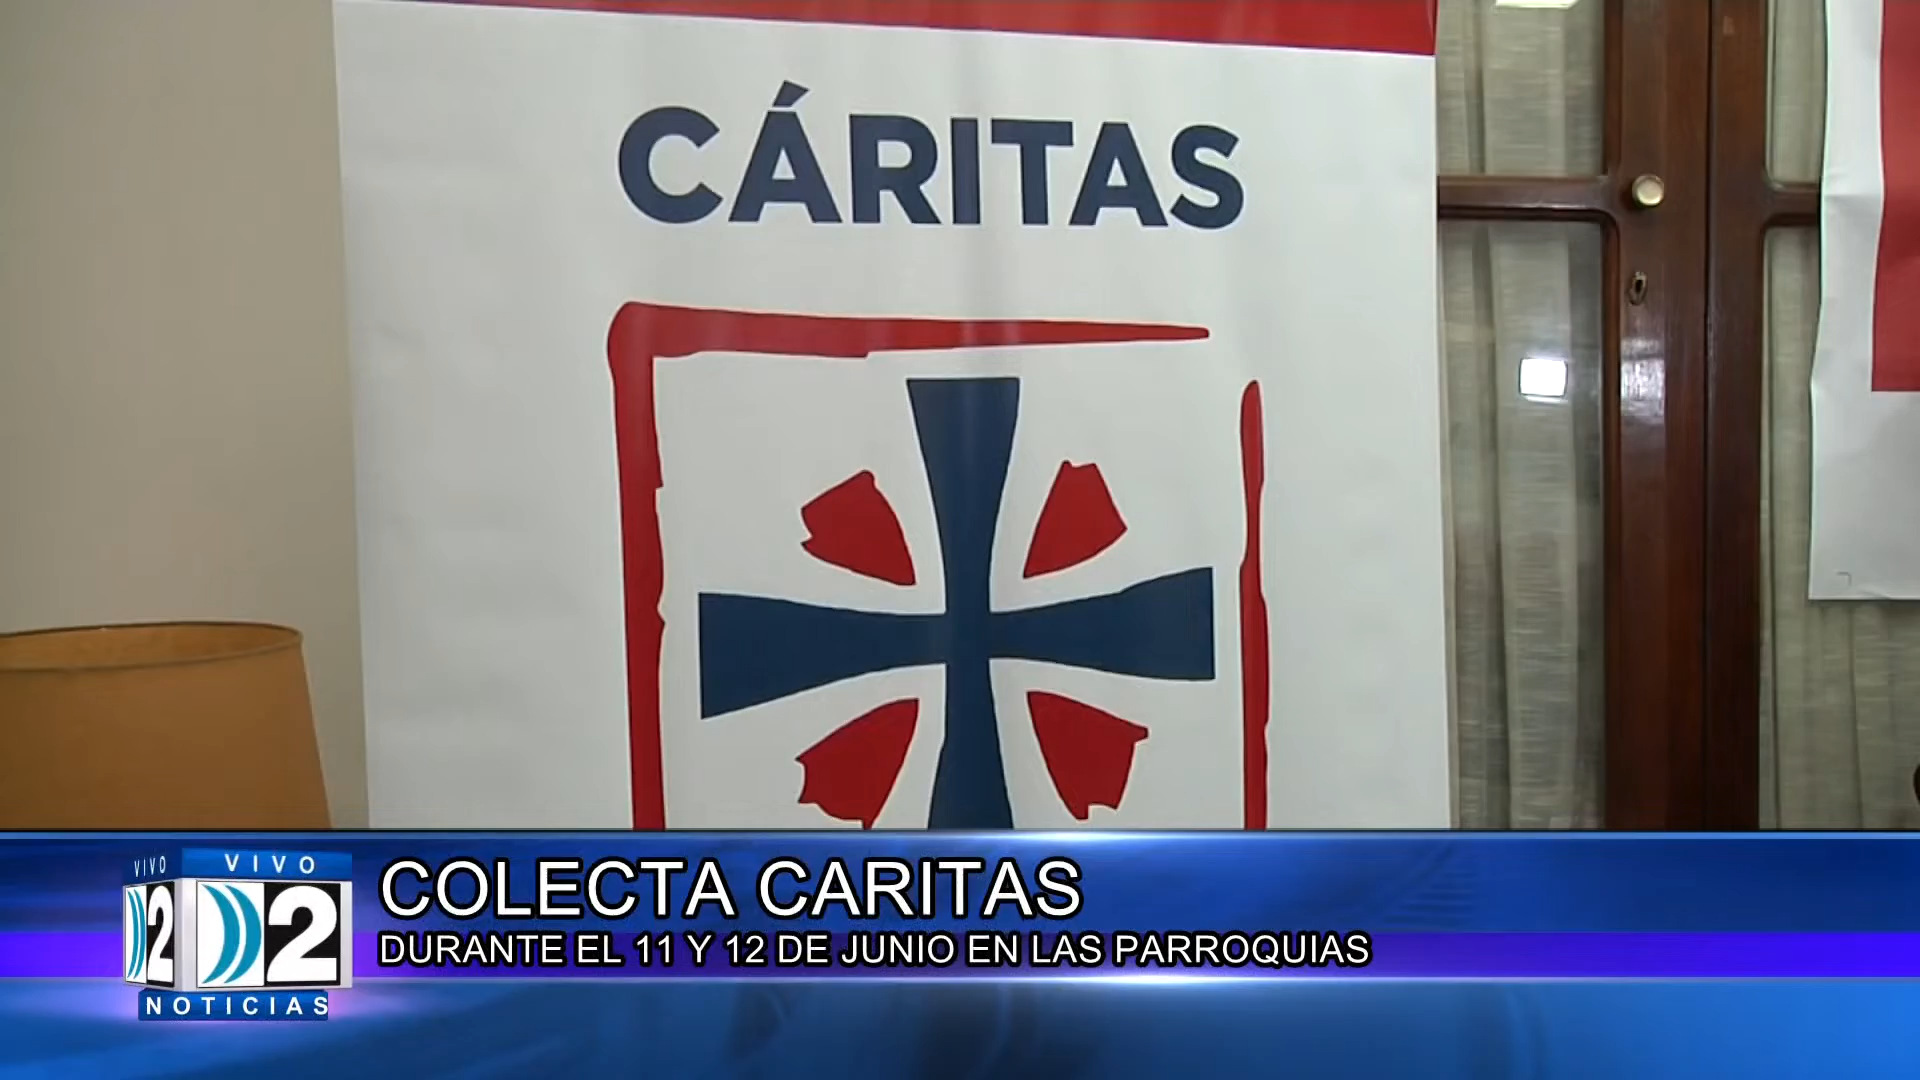 CÁRITAS
VIVO
VIVO
2
2
NOTICIAS
COLECTA CARITAS
DURANTE EL 11 Y 12 DE JUNIO EN LAS PARROQUIAS